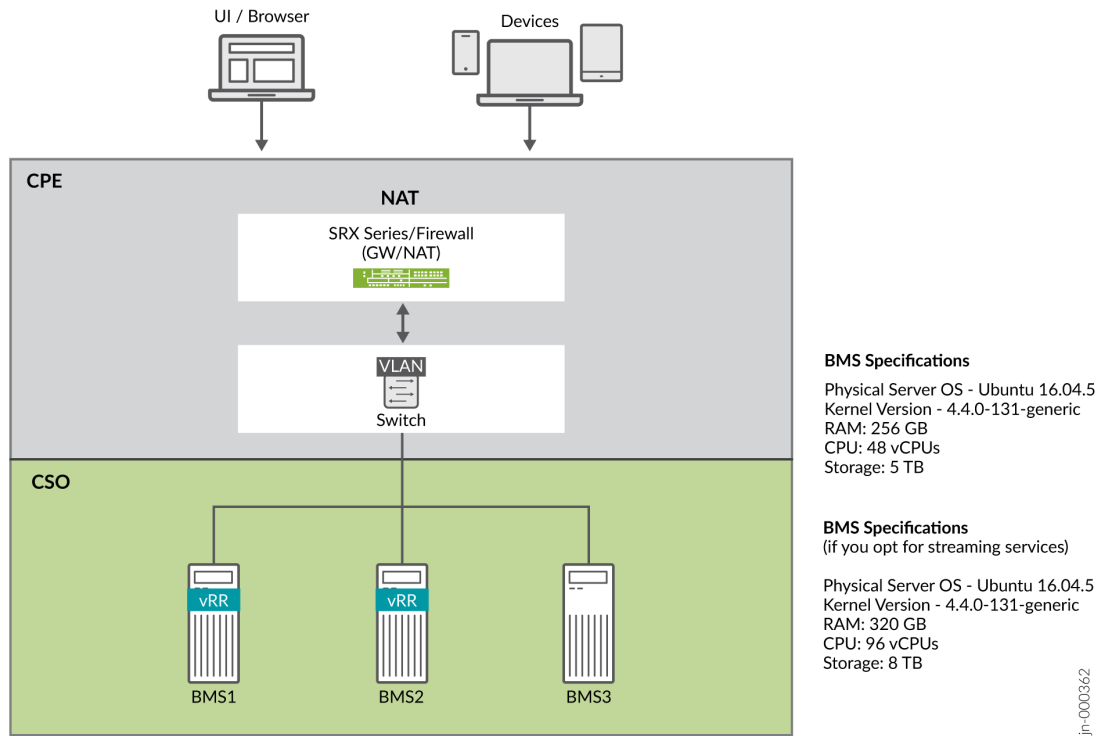 UI / Browser
Devices
CPE
NAT
SRX Series/Firewall
(GW/NAT)
VLAN
Switch
CSO
vRR
vRR
BMS1
BMS2
BMS3
BMS Specifications
Physical Server OS - Ubuntu 16.04.5
Kernel Version - 4.4.0-131-generic
RAM: 256 GB
CPU: 48 vCPUs
Storage: 5 TB
BMS Specifications
(if you opt for streaming services)
Physical Server OS - Ubuntu 16.04.5
Kernel Version - 4.4.0-131-generic
RAM: 320 GB
CPU: 96 vCPUs
Storage: 8 TB
jn-000362